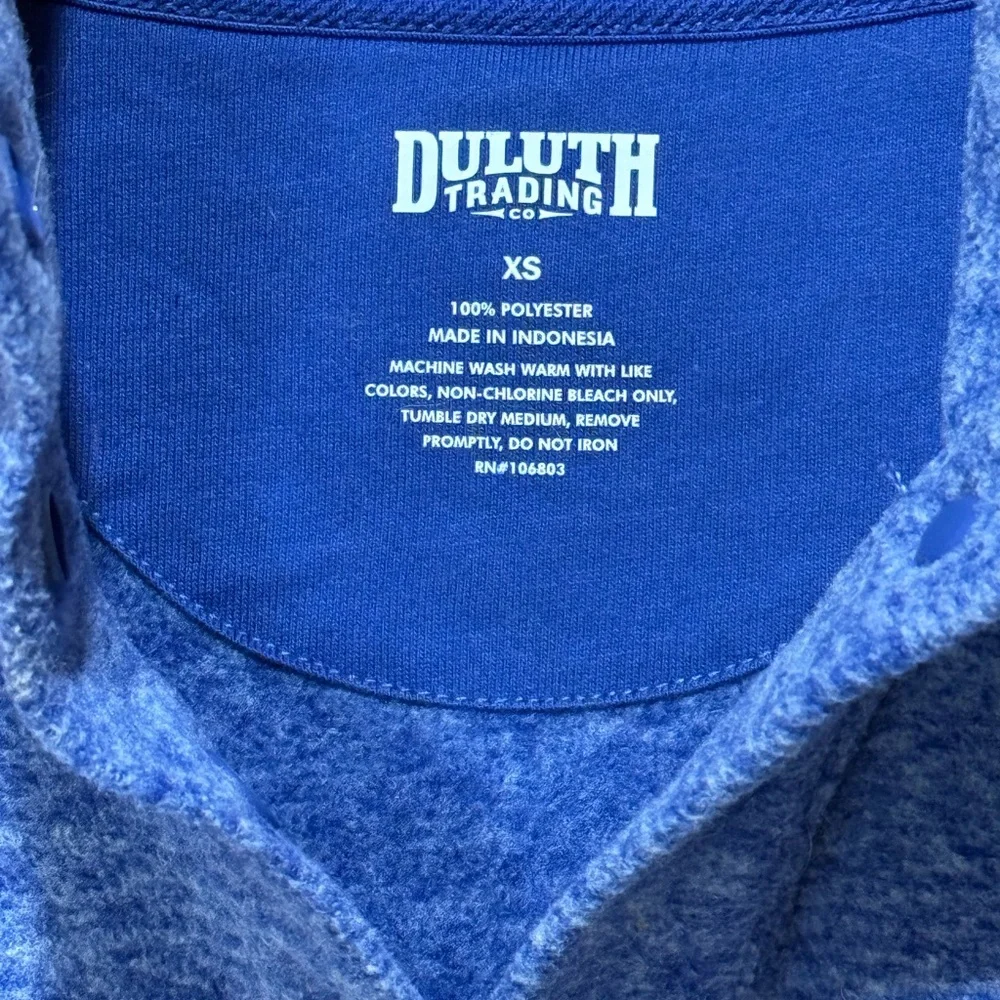 DULUTH
TRADING
CO
XS
100% POLYESTER
MADE IN INDONESIA
MACHINE WASH WARM WITH LIKE
COLORS, NON-CHLORINE BLEACH ONLY,
TUMBLE DRY MEDIUM, REMOVE
PROMPTLY, DO NOT IRON
RN#106803